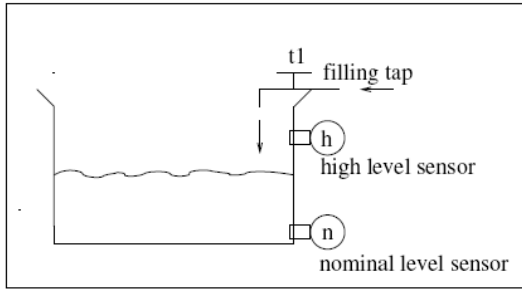 t1
filling tap
h
high level sensor
n
nominal level sensor